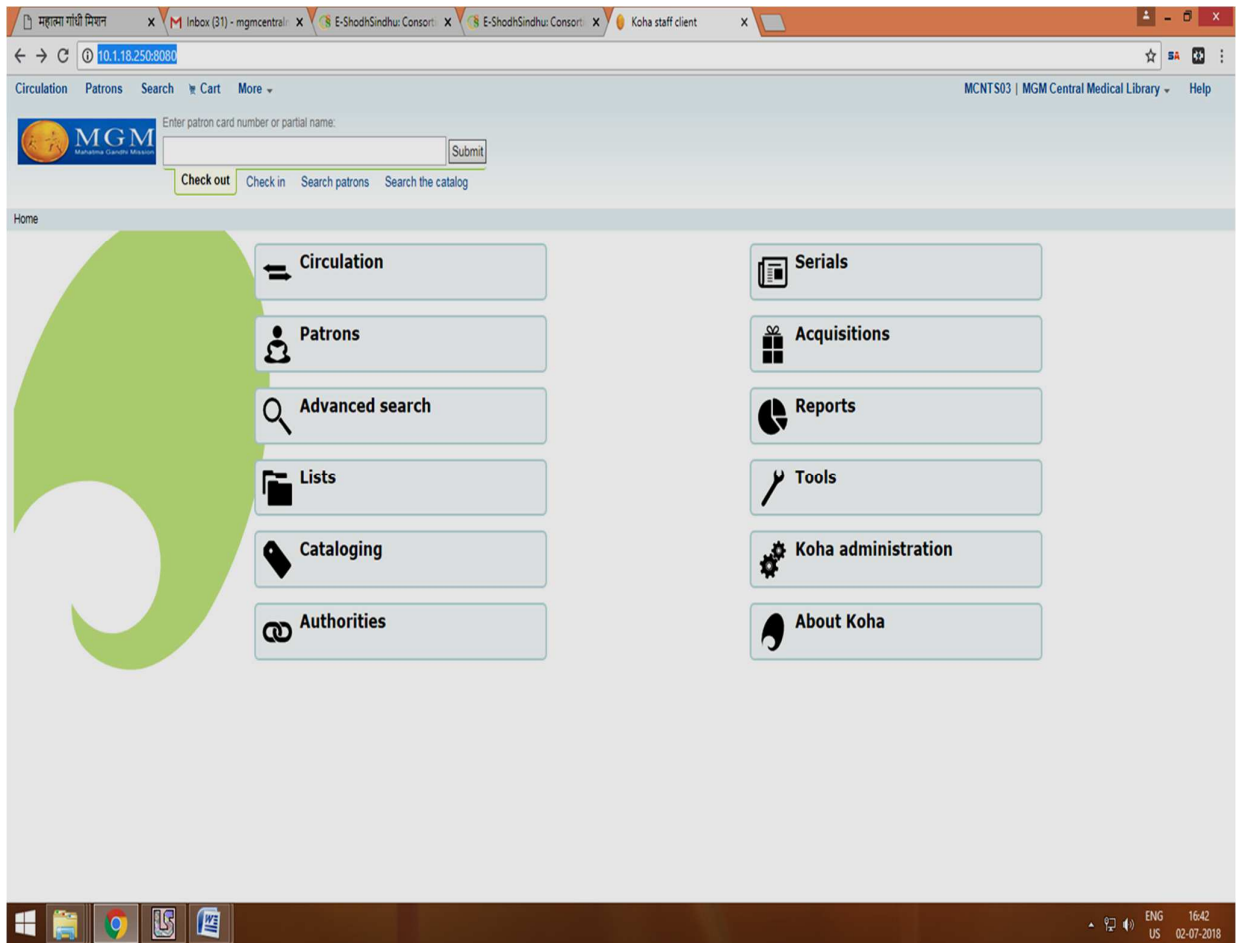 महात्मा गांधी मिशन Inbox (31) - mgmcentral E-ShodhSindhu: Consorti E-ShodhSindhu: Consorti Koha staff client
10.1.18.250:8080
Circulation Patrons Search Cart More MCNTS03 | MGM Central Medical Library Help
Enter patron card number or partial name:
MGM
Mahatma Gandhi Mission
Submit
Check out Check in Search patrons Search the catalog
Home
Circulation Serials
Patrons Acquisitions
Advanced search Reports
Lists Tools
Cataloging Koha administration
Authorities About Koha
ENG 16:42
US 02-07-2018